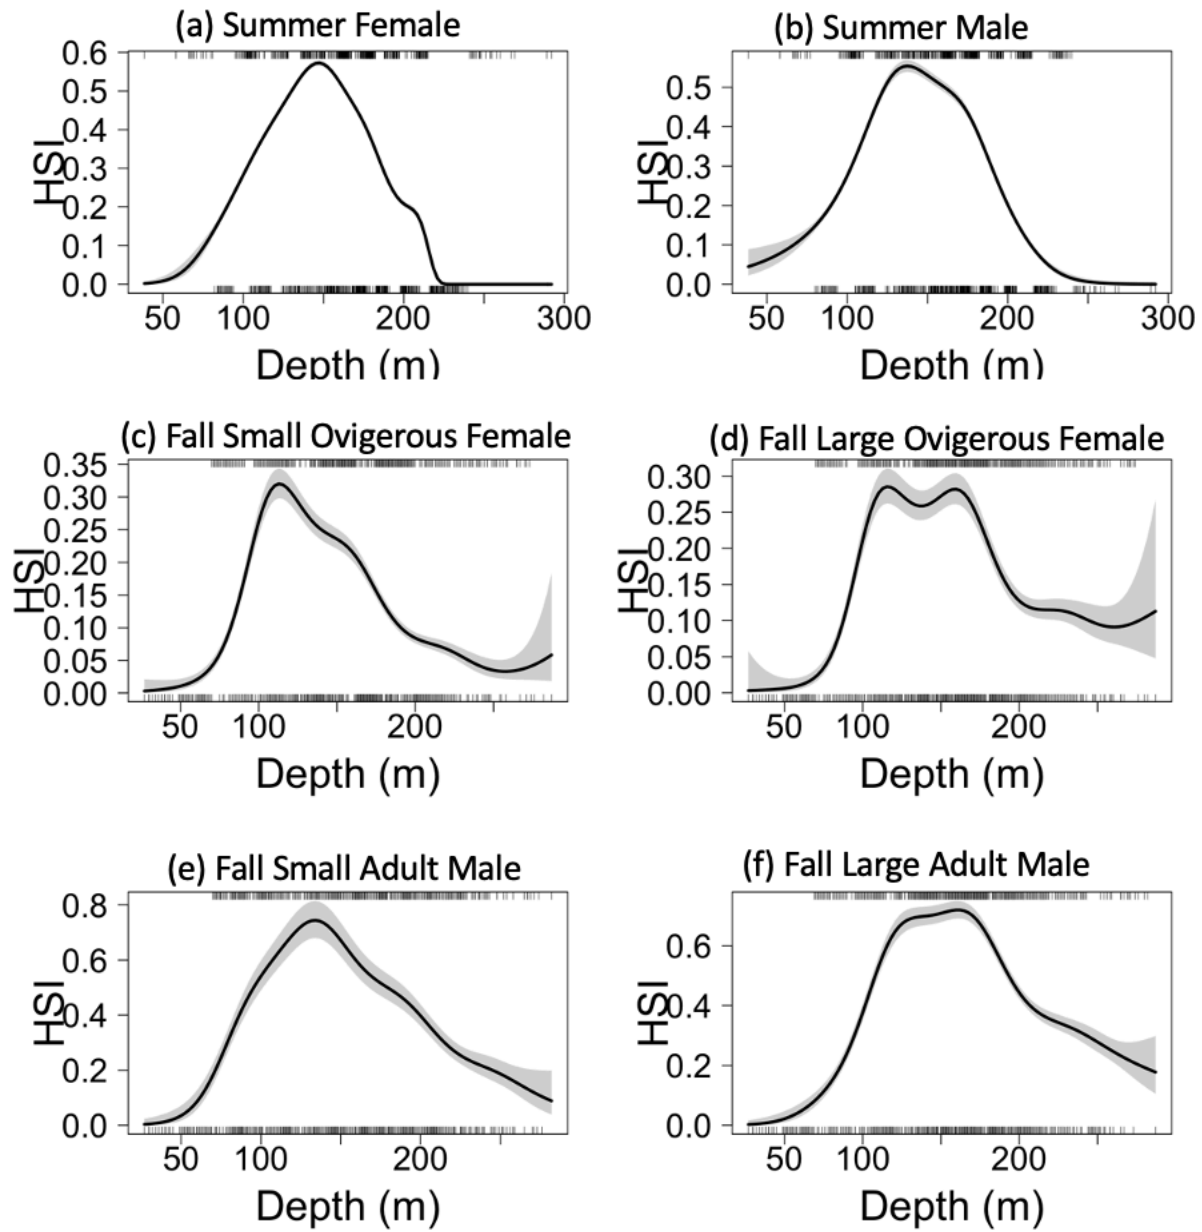 (a) Summer Female
(b) Summer Male
0.6
0.5
0.4
0.3
0.2
0.1
0.0
HSI
50 100 200 300
Depth (m)
0.5
0.4
0.3
0.2
0.1
0.0
HSI
50 100 200 300
Depth (m)
(c) Fall Small Ovigerous Female
(d) Fall Large Ovigerous Female
0.35
0.30
0.25
0.20
0.15
0.10
0.05
0.00
HSI
50 100 200
Depth (m)
0.30
0.25
0.20
0.15
0.10
0.05
0.00
HSI
50 100 200
Depth (m)
(e) Fall Small Adult Male
(f) Fall Large Adult Male
0.8
0.6
0.4
0.2
0.0
HSI
50 100 200
Depth (m)
0.6
0.4
0.2
0.0
HSI
50 100 200
Depth (m)